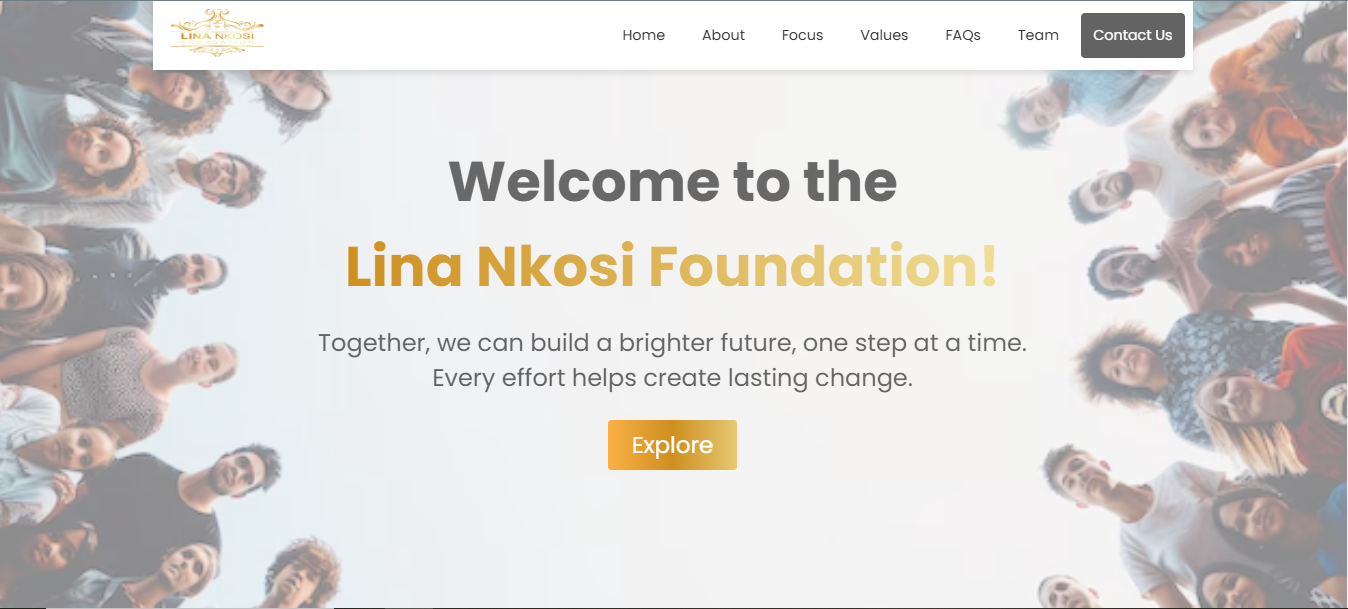 LINA NKOSI
FOUNDATION
Home About Focus Values FAQs Team Contact Us
Welcome to the
Lina Nkosi Foundation!
Together, we can build a brighter future, one step at a time.
Every effort helps create lasting change.
Explore